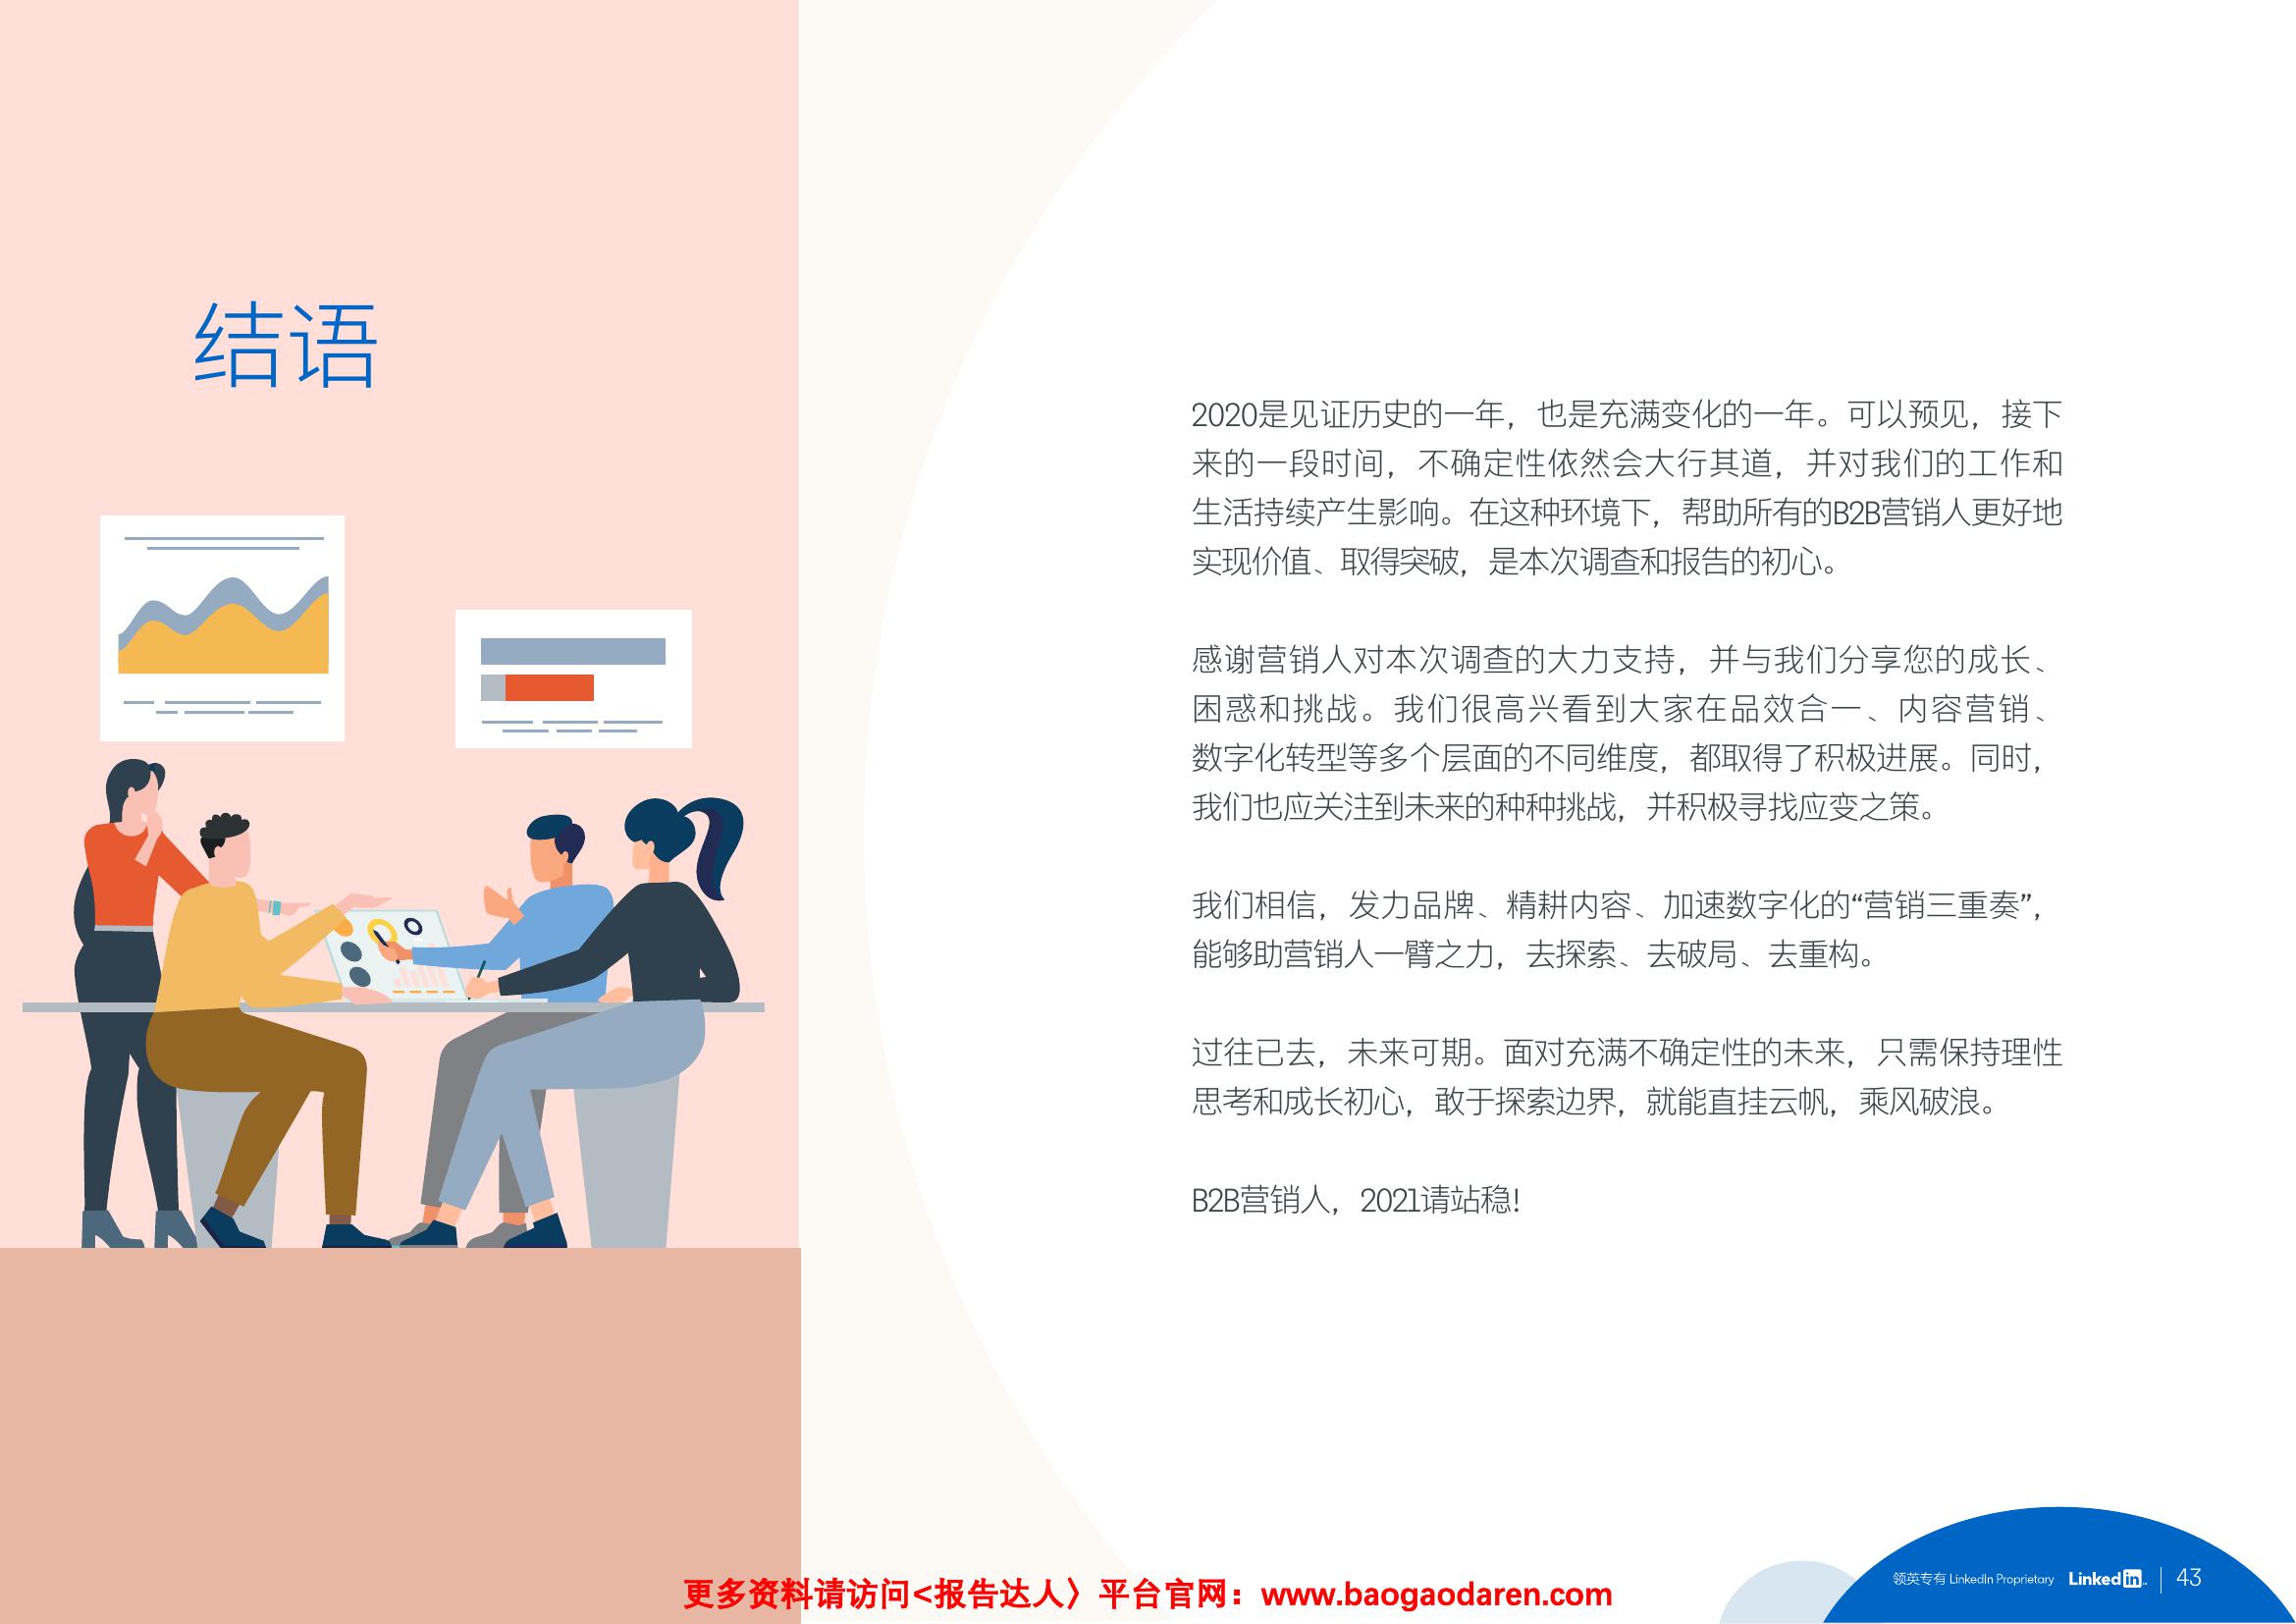 结语
2020是见证历史的一年，也是充满变化的一年。可以预见，接下
来的一段时间，不确定性依然会大行其道，并对我们的工作和
生活持续产生影响。在这种环境下，帮助所有的B2B营销人更好地
实现价值、取得突破，是本次调查和报告的初心。
感谢营销人对本次调查的大力支持，并与我们分享您的成长、
困惑和挑战。我们很高兴看到大家在品效合一、内容营销、
数字化转型等多个层面的不同维度，都取得了积极进展。同时，
我们也应关注到未来的种种挑战，并积极寻找应变之策。
我们相信，发力品牌、精耕内容、加速数字化的“营销三重奏”，
能够助营销人一臂之力，去探索、去破局、去重构。
过往已去，未来可期。面对充满不确定性的未来，只需保持理性
思考和成长初心，敢于探索边界，就能直挂云帆，乘风破浪。
B2B营销人，2021请站稳！
领英专有 LinkedIn Proprietary LinkedIn | 43
更多资料请访问<报告达人〉平台官网：www.baogaodaren.com